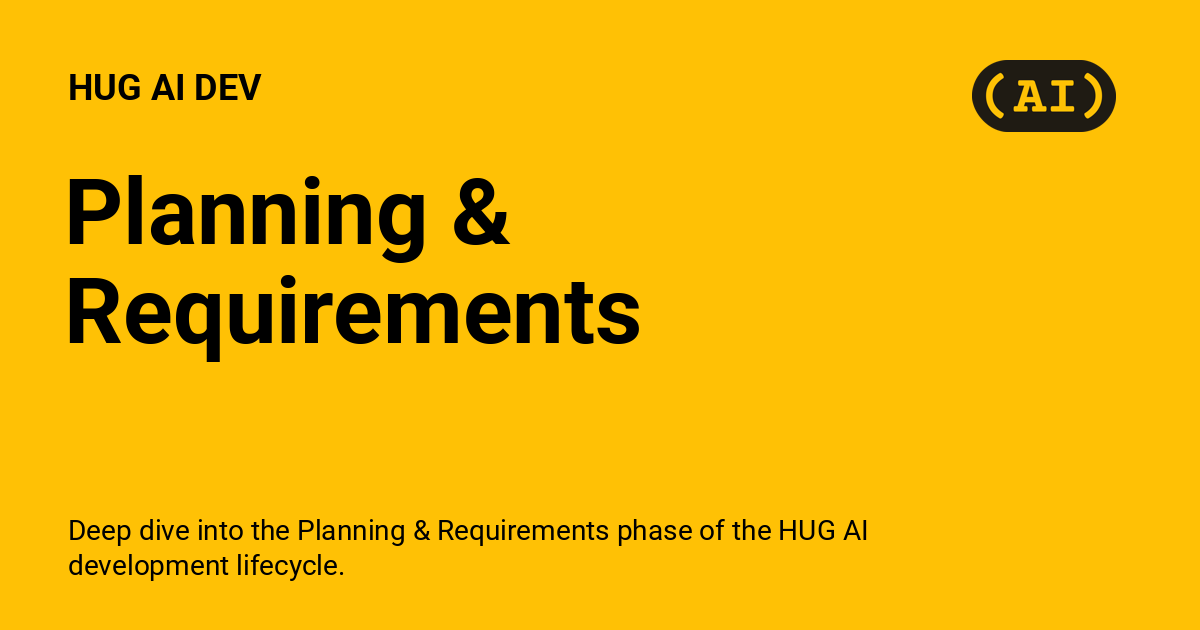 HUG AI DEV
(AI)
Planning &
Requirements
Deep dive into the Planning & Requirements phase of the HUG AI
development lifecycle.